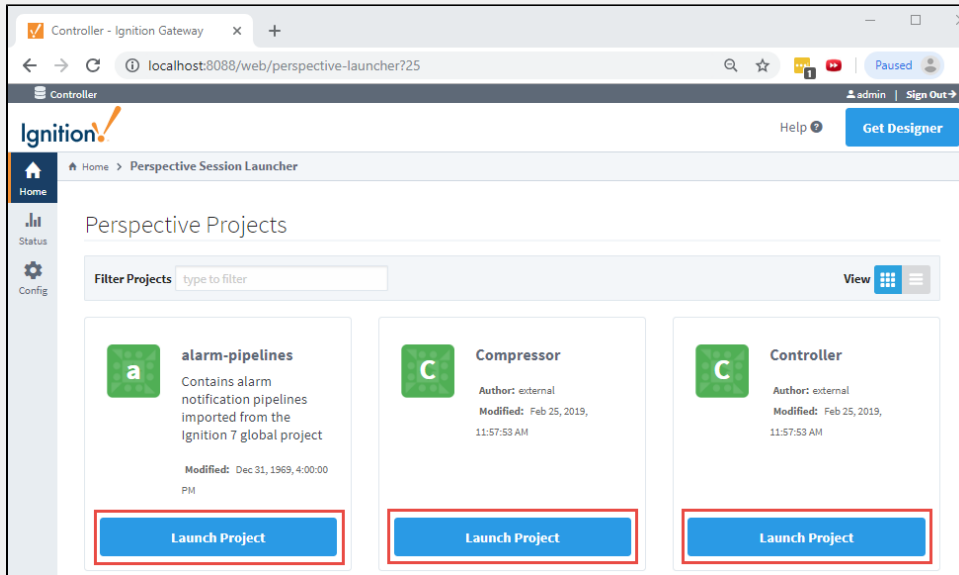 Controller - Ignition Gateway
localhost:8088/web/perspective-launcher?25
1
Paused
Controller
admin | Sign Out
Ignition!
Help
Get Designer
Home > Perspective Session Launcher
Home
Status
Config
Perspective Projects
Filter Projects type to filter
View
a
alarm-pipelines
Contains alarm
notification pipelines
imported from the
Ignition 7 global project
Modified: Dec 31, 1969, 4:00:00
PM
Launch Project
C
Compressor
Author: external
Modified: Feb 25, 2019,
11:57:53 AM
Launch Project
C
Controller
Author: external
Modified: Feb 25, 2019,
11:57:53 AM
Launch Project